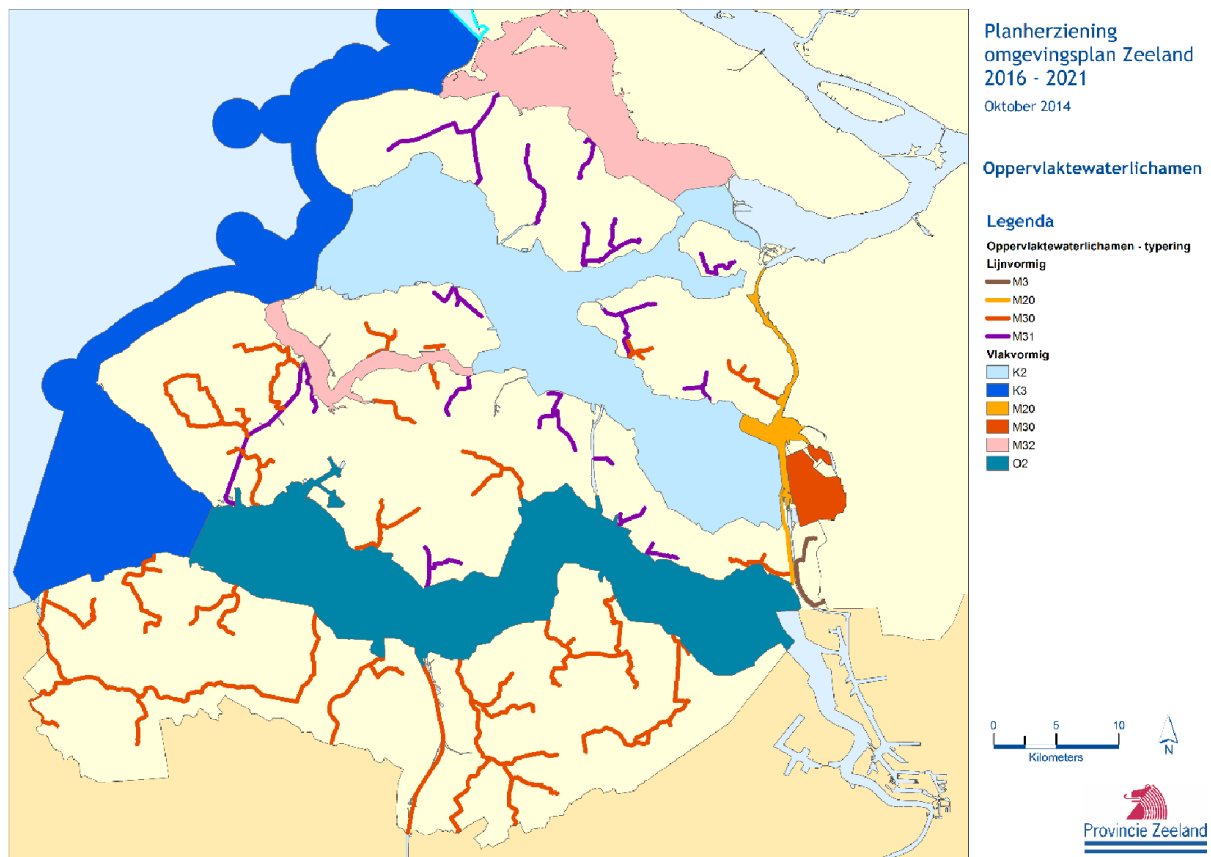 Planherziening
omgevingsplan Zeeland
2016 - 2021
Oktober 2014
Oppervlaktewaterlichamen
Legenda
Oppervlaktewaterlichamen - typering
Lijnvormig
M3
M20
M30
M31
Vlakvormig
K2
K3
M20
M30
M32
O2
0 5 10
Kilometers
N
Provincie Zeeland